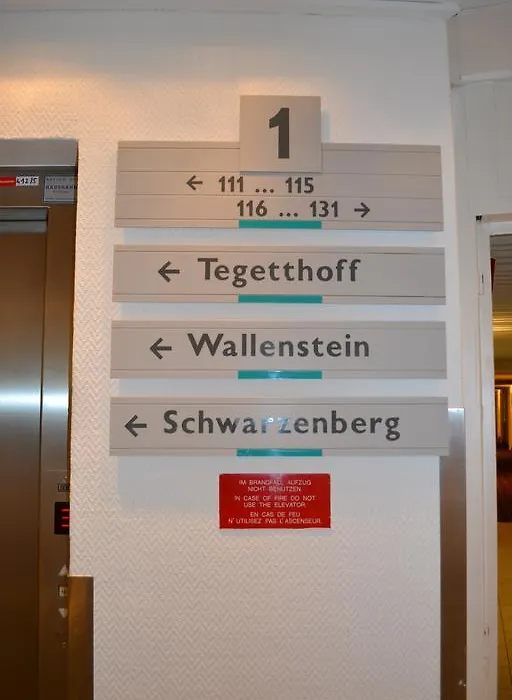 1
← 111 ... 115
116 ... 131 →
← Tegetthoff
← Wallenstein
← Schwarzenberg
IM BRANDFALL AUFZUG
NICHT BENÜTZEN
IN CASE OF FIRE DO NOT
USE THE ELEVATOR
EN CAS DE FEU
N'UTILISEZ PAS L'ASCENSEUR